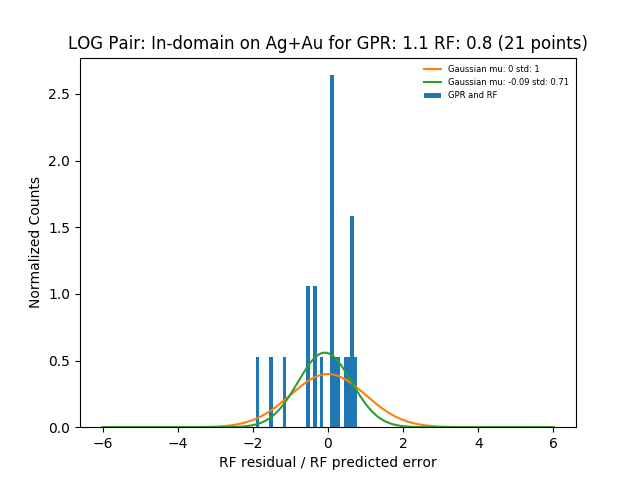 LOG Pair: In-domain on Ag+Au for GPR: 1.1 RF: 0.8 (21 points)
Gaussian mu: 0 std: 1
Gaussian mu: -0.09 std: 0.71
GPR and RF
Normalized Counts
2.5
2.0
1.5
1.0
0.5
0.0
−6 −4 −2 0 2 4 6
RF residual / RF predicted error